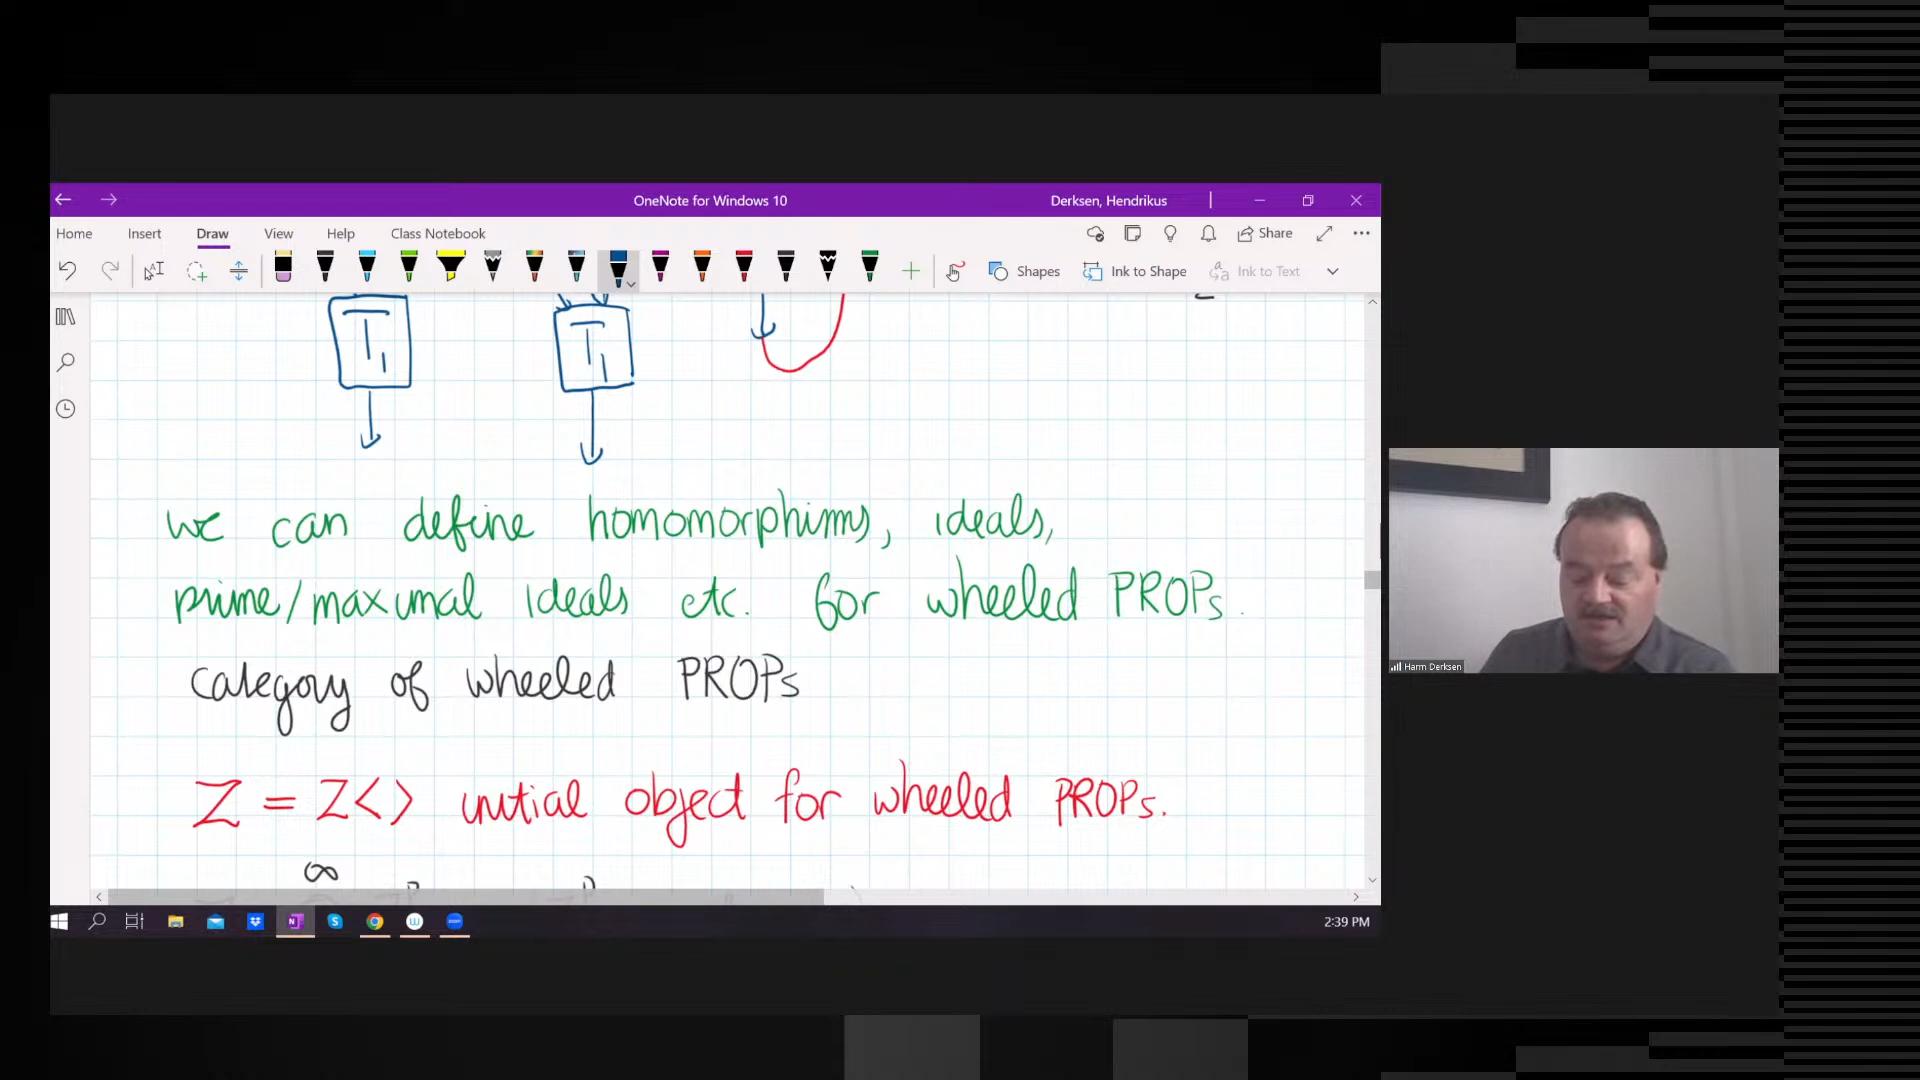 OneNote for Windows 10
Derksen, Hendrikus
Home Insert Draw View Help Class Notebook
Share
Shapes Ink to Shape Ink to Text
T1 T1
we can define homomorphims, ideals,
prime/maximal ideals etc. for wheeled PROPs.
category of wheeled PROPs
Z = Z<> initial object for wheeled PROPs.
∞
Harm Derksen
2:39 PM